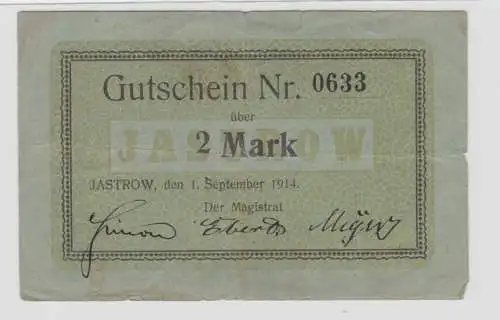 Gutschein Nr. 0633
über
JASTROW
2 Mark
JASTROW, den 1. September 1914.
Der Magistrat